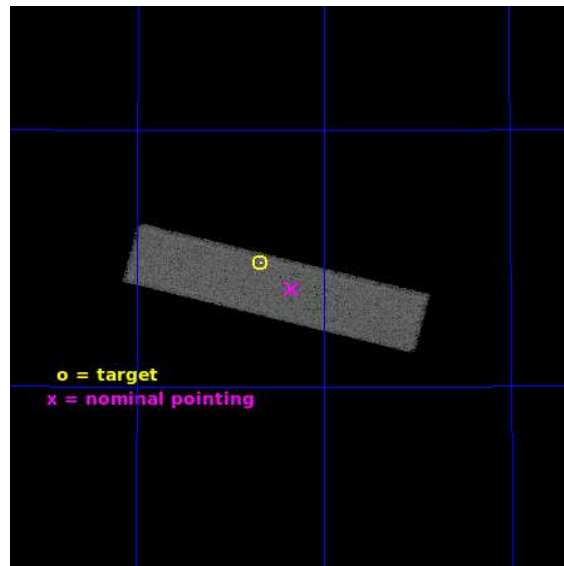 o = target
x = nominal pointing